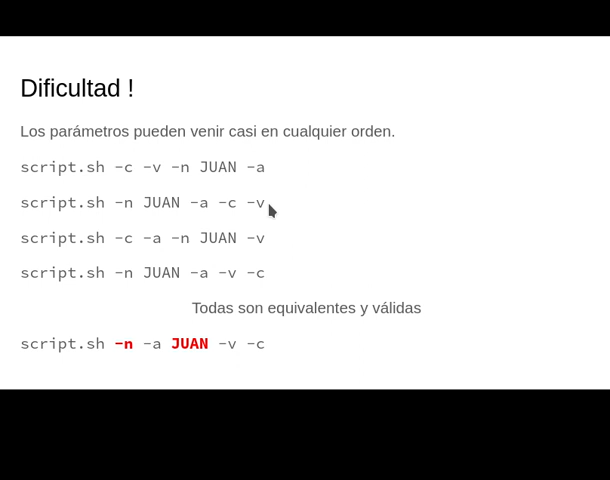 Dificultad !
Los parámetros pueden venir casi en cualquier orden.
script.sh -c -v -n JUAN -a
script.sh -n JUAN -a -c -v
script.sh -c -a -n JUAN -v
script.sh -n JUAN -a -v -c
Todas son equivalentes y válidas
script.sh -n -a JUAN -v -c